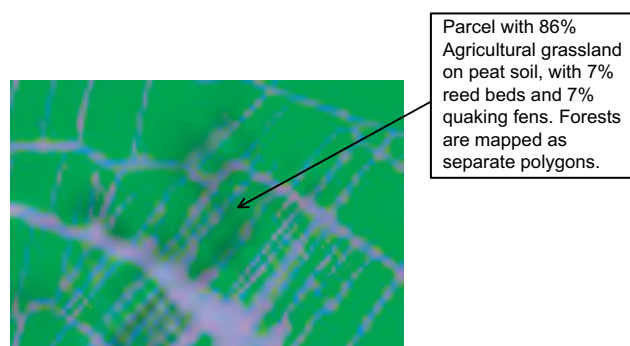 Parcel with 86%
Agricultural grassland
on peat soil, with 7%
reed beds and 7%
quaking fens. Forests
are mapped as
separate polygons.